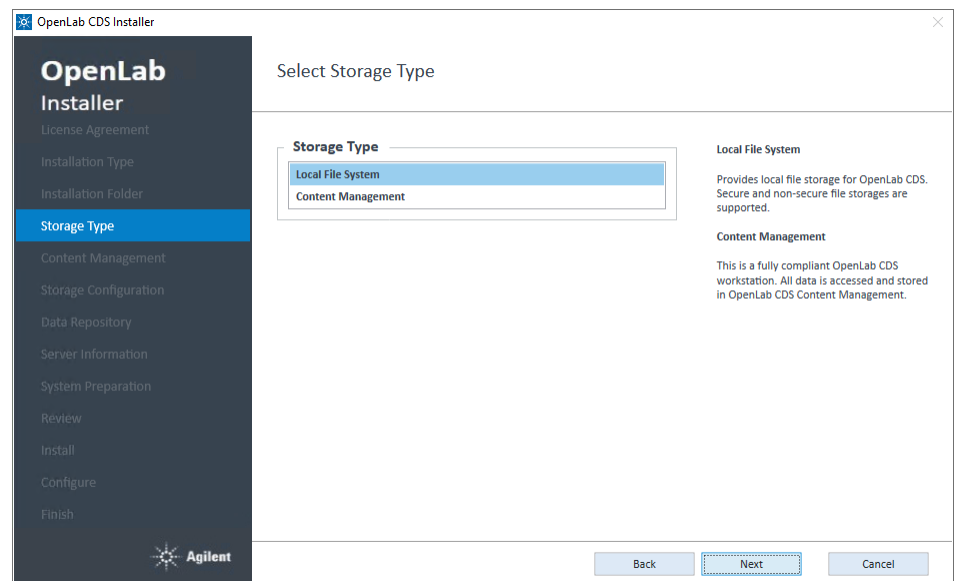 OpenLab CDS Installer
OpenLab
Installer
License Agreement
Installation Type
Installation Folder
Storage Type
Content Management
Storage Configuration
Data Repository
Server Information
System Preparation
Review
Install
Configure
Finish
Agilent
Select Storage Type
Storage Type
Local File System
Content Management
Local File System
Provides local file storage for OpenLab CDS.
Secure and non-secure file storages are
supported.
Content Management
This is a fully compliant OpenLab CDS
workstation. All data is accessed and stored
in OpenLab CDS Content Management.
Back
Next
Cancel